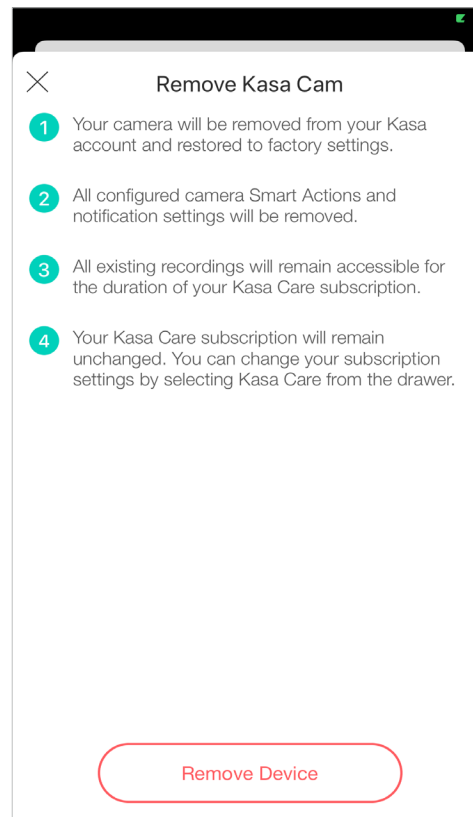 Remove Kasa Cam
1 Your camera will be removed from your Kasa
account and restored to factory settings.
2 All configured camera Smart Actions and
notification settings will be removed.
3 All existing recordings will remain accessible for
the duration of your Kasa Care subscription.
4 Your Kasa Care subscription will remain
unchanged. You can change your subscription
settings by selecting Kasa Care from the drawer.
Remove Device